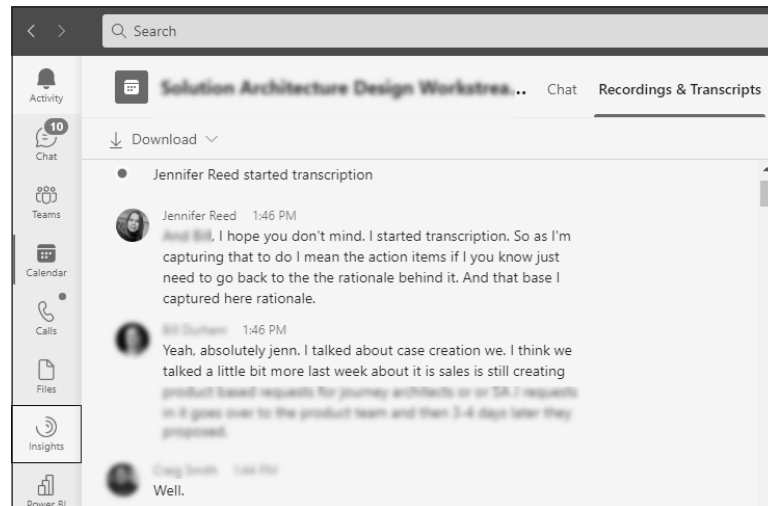 Search
Activity
Solution Architecture Design Workstrea...
Chat
Recordings & Transcripts
10
Chat
Download
Jennifer Reed started transcription
Teams
Jennifer Reed 1:46 PM
, I hope you don't mind. I started transcription. So as I'm
capturing that to do I mean the action items if I you know just
need to go back to the the rationale behind it. And that base I
captured here rationale.
Calendar
Calls
1:46 PM
Yeah, absolutely jenn. I talked about case creation we. I think we
talked a little bit more last week about it is sales is still creating
Files
Insights
Well.
Power BI